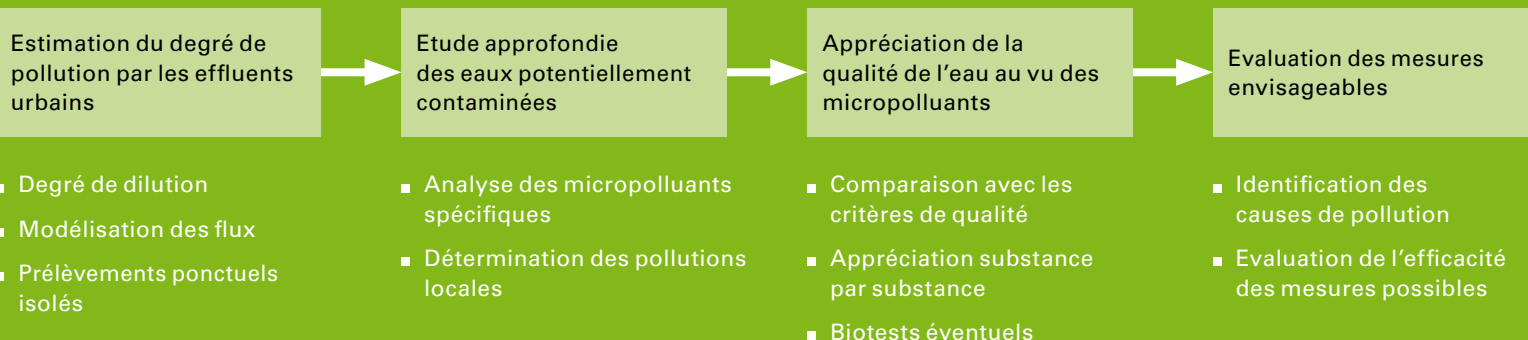 Estimation du degré de
pollution par les effluents
urbains
Etude approfondie
des eaux potentiellement
contaminées
Appréciation de la
qualité de l’eau au vu des
micropolluants
Evaluation des mesures
envisageables
Degré de dilution
Modélisation des flux
Prélèvements ponctuels
isolés
Analyse des micropolluants
spécifiques
Détermination des pollutions
locales
Comparaison avec les
critères de qualité
Appréciation substance
par substance
Biotests éventuels
Identification des
causes de pollution
Evaluation de l’efficacité
des mesures possibles